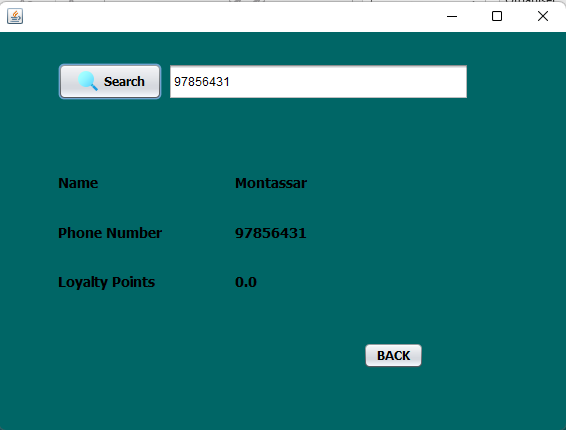 Search 97856431
Name Montassar
Phone Number 97856431
Loyalty Points 0.0
BACK